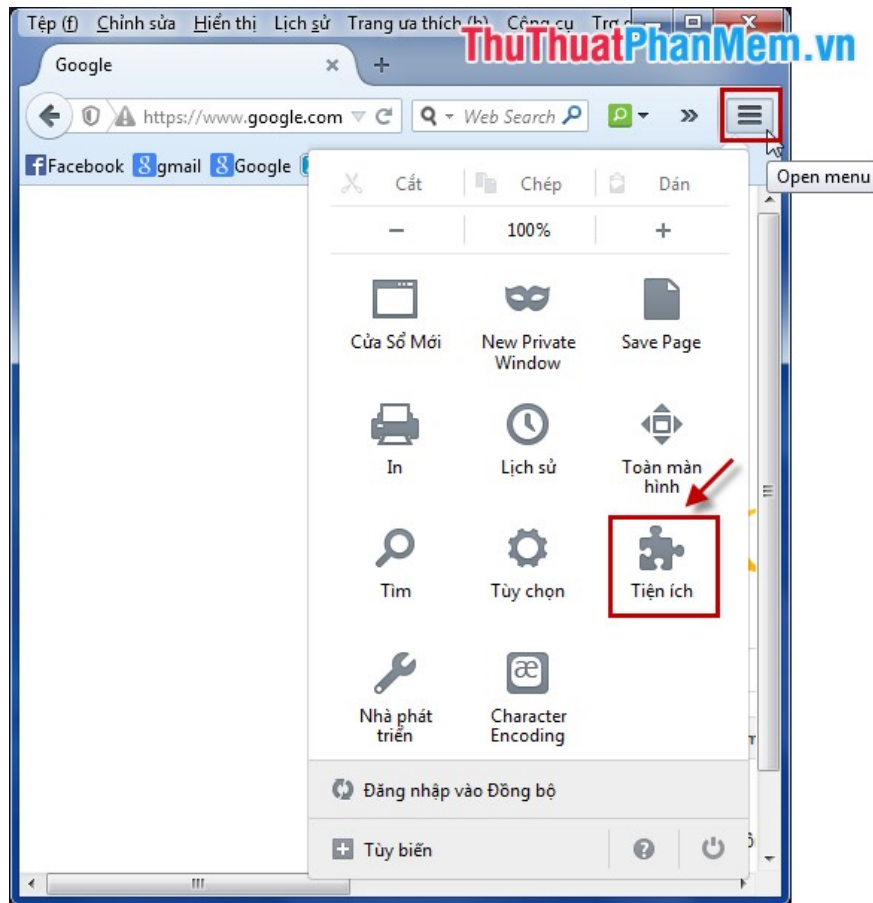 Tệp (f) Chỉnh sửa Hiển thị Lịch sử Trang ưa thích (b) Công cụ
ThuThuatPhanMem.vn
Google
https://www.google.com Web Search
Facebook gmail Google
Open menu
Cắt Chép Dán
− 100% +
Cửa Sổ Mới New Private Save Page
Window
In Lịch sử Toàn màn
hình
Tìm Tùy chọn Tiện ích
Nhà phát Character
triển Encoding
Đăng nhập vào Đồng bộ
Tùy biến